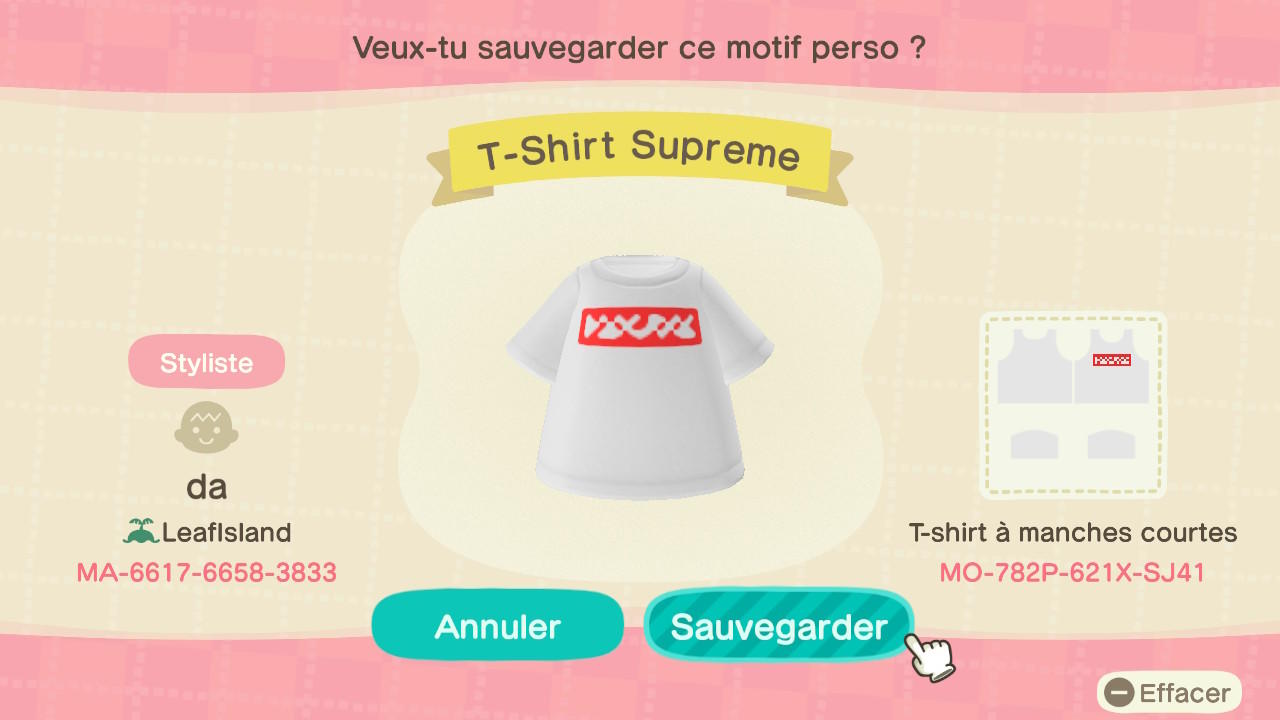 Veux-tu sauvegarder ce motif perso ?
T-Shirt Supreme
Styliste
da
LeafIsland
MA-6617-6658-3833
T-shirt à manches courtes
MO-782P-621X-SJ41
Annuler
Sauvegarder
Effacer